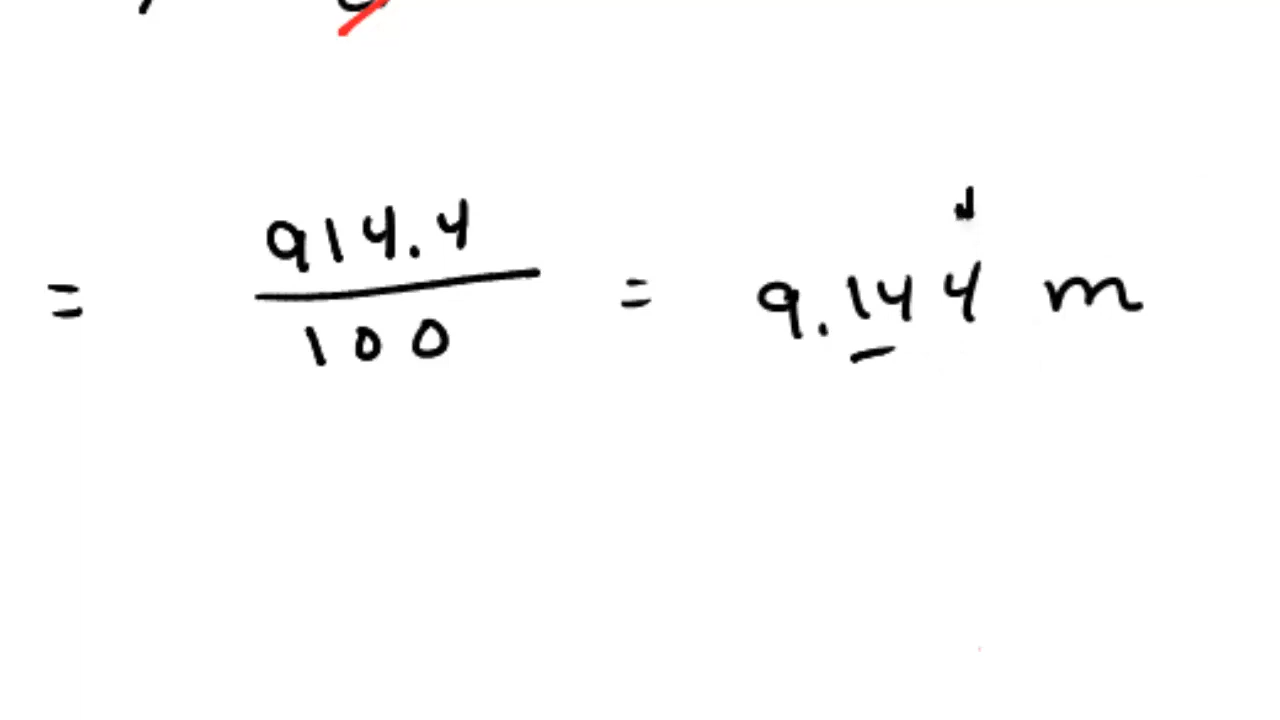 = 914.4/100 = 9.144 m